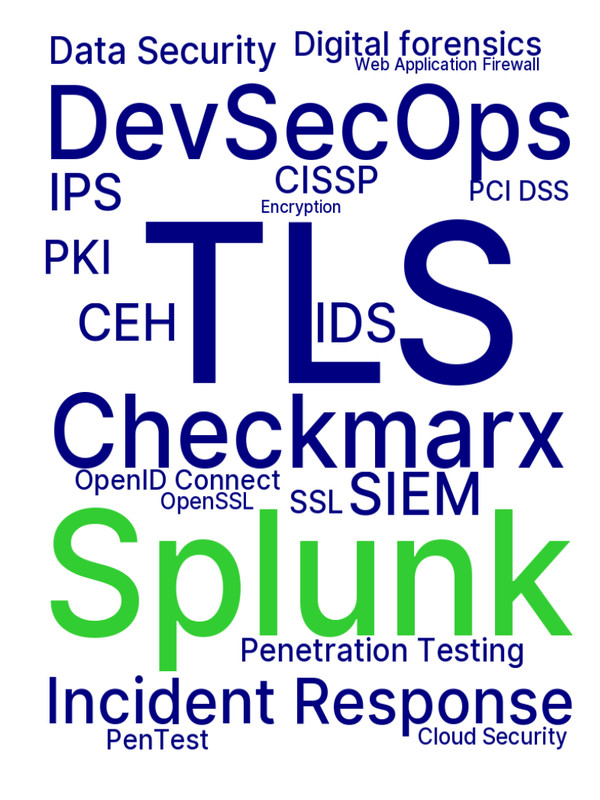 Data Security
Digital forensics
Web Application Firewall
DevSecOps
IPS
CISSP
PCI DSS
Encryption
TLS
PKI
CEH
IDS
Checkmarx
OpenID Connect
SIEM
OpenSSL
SSL
Splunk
Penetration Testing
Incident Response
PenTest
Cloud Security